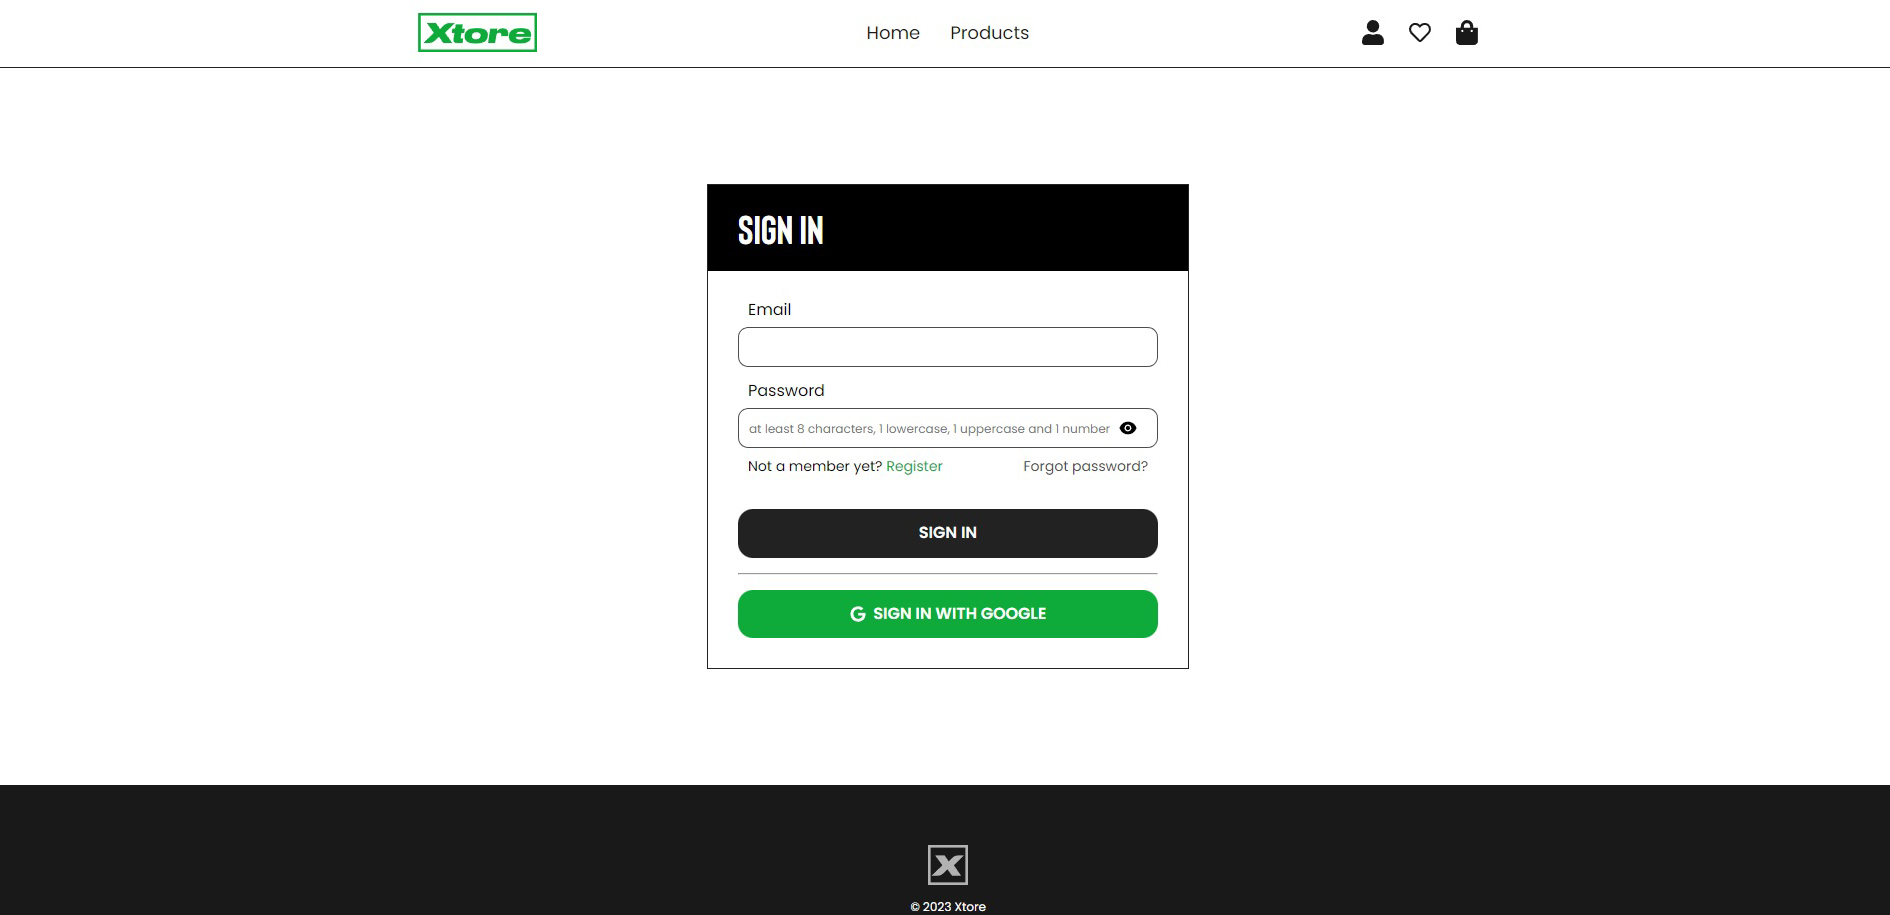 Xtore
Home Products
SIGN IN
Email
Password
at least 8 characters, 1 lowercase, 1 uppercase and 1 number
Not a member yet? Register Forgot password?
SIGN IN
G SIGN IN WITH GOOGLE
X
© 2023 Xtore